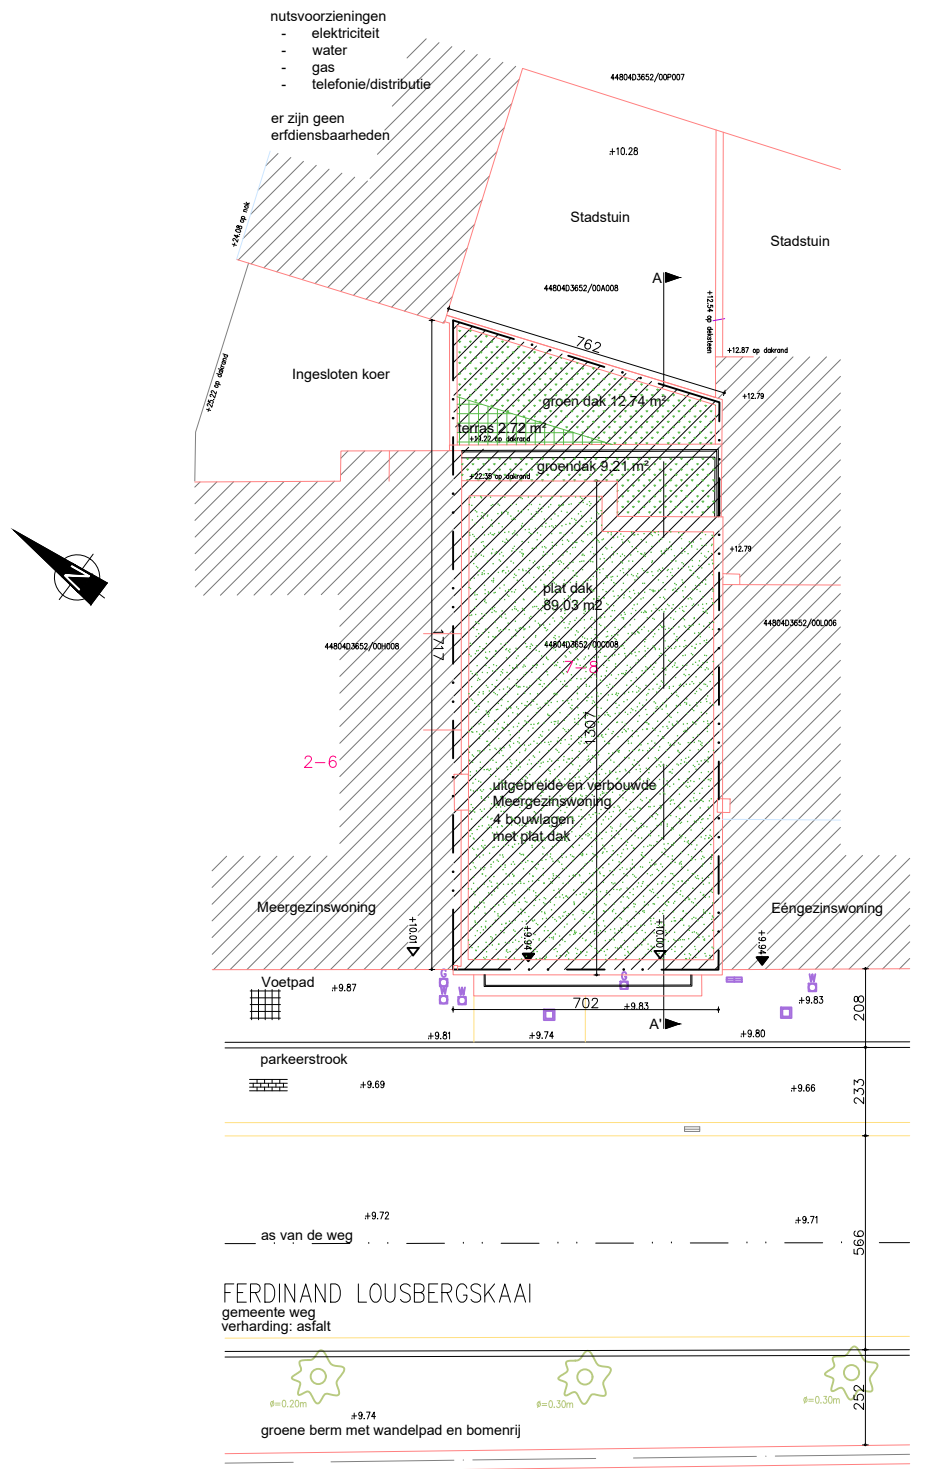 nutsvoorzieningen
- elektriciteit
- water
- gas
- telefonie/distributie
er zijn geen
erfdiensbaarheden
44804D3652/00P007
+10.28
Stadstuin
Stadstuin
+24.08 op nok
A
44804D3652/00A008
+12.54 op deksteen
762
+12.87 op dakrand
Ingesloten koer
+25.22 op dakrand
+12.79
groen dak 12.74 m²
terras 2.72 m²
groendak 9,21 m²
+22.35 op dakrand
N
+12.79
plat dak
89,03 m2
44804D3652/00L006
1717
44804D3652/00H008
44804D3652/00C008
7-8
1307
2-6
uitgebreide en verbouwde
Meergezinswoning
4 bouwlagen
met plat dak
Meergezinswoning
Eéngezinswoning
+10.01
+9.94
+10.00
+9.94
Voetpad
+9.87
G
W
W
G
W
702
+9.83
+9.83
208
A'
+9.81
+9.74
+9.80
parkeerstrook
+9.69
+9.66
233
+9.72
+9.71
as van de weg
566
FERDINAND LOUSBERGSKAAI
gemeente weg
verharding: asfalt
ø=0.20m
ø=0.30m
ø=0.30m
252
+9.74
groene berm met wandelpad en bomenrij